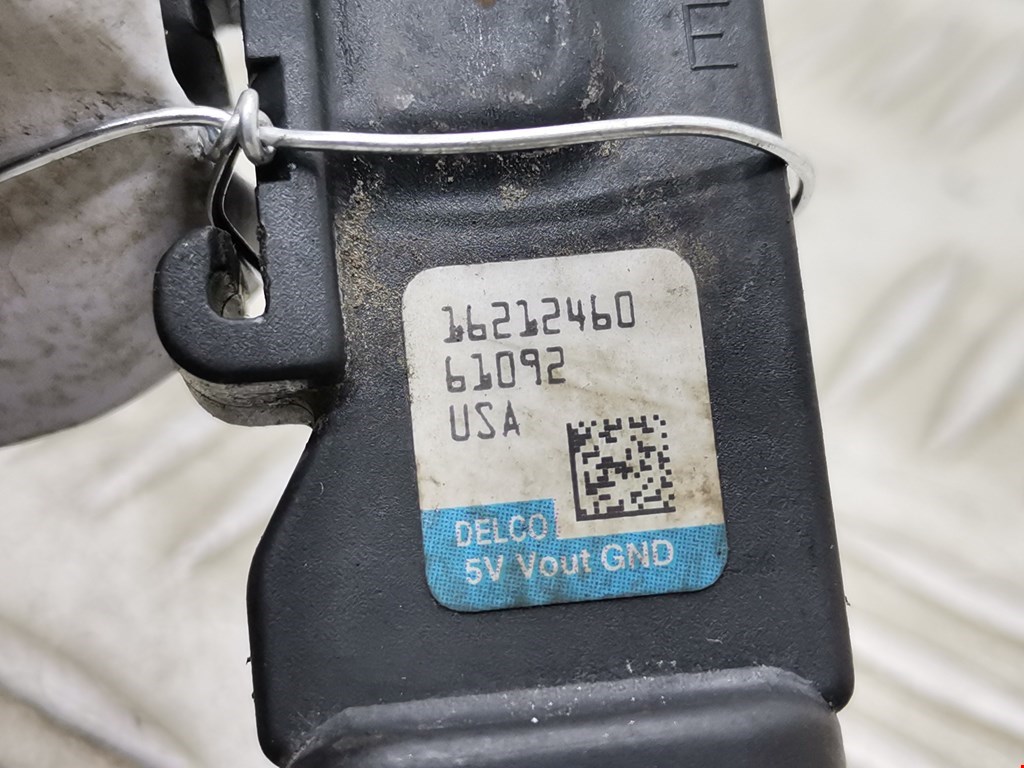 E
16212460
61092
USA
DELCO
5V Vout GND